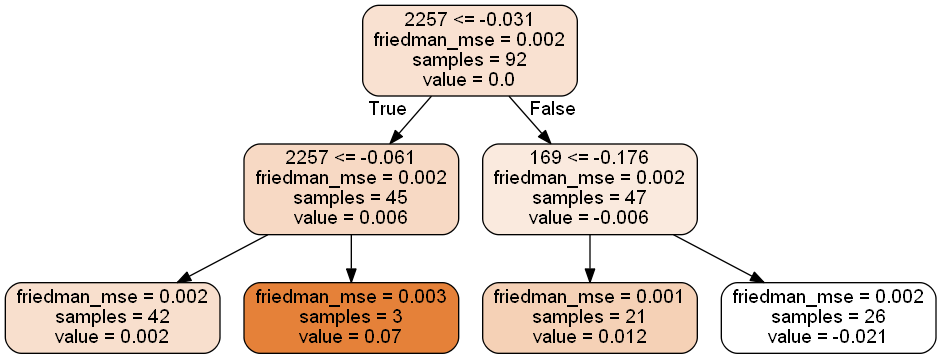 2257 <= -0.031
friedman_mse = 0.002
samples = 92
value = 0.0
True
False
2257 <= -0.061
friedman_mse = 0.002
samples = 45
value = 0.006
169 <= -0.176
friedman_mse = 0.002
samples = 47
value = -0.006
friedman_mse = 0.002
samples = 42
value = 0.002
friedman_mse = 0.003
samples = 3
value = 0.07
friedman_mse = 0.001
samples = 21
value = 0.012
friedman_mse = 0.002
samples = 26
value = -0.021